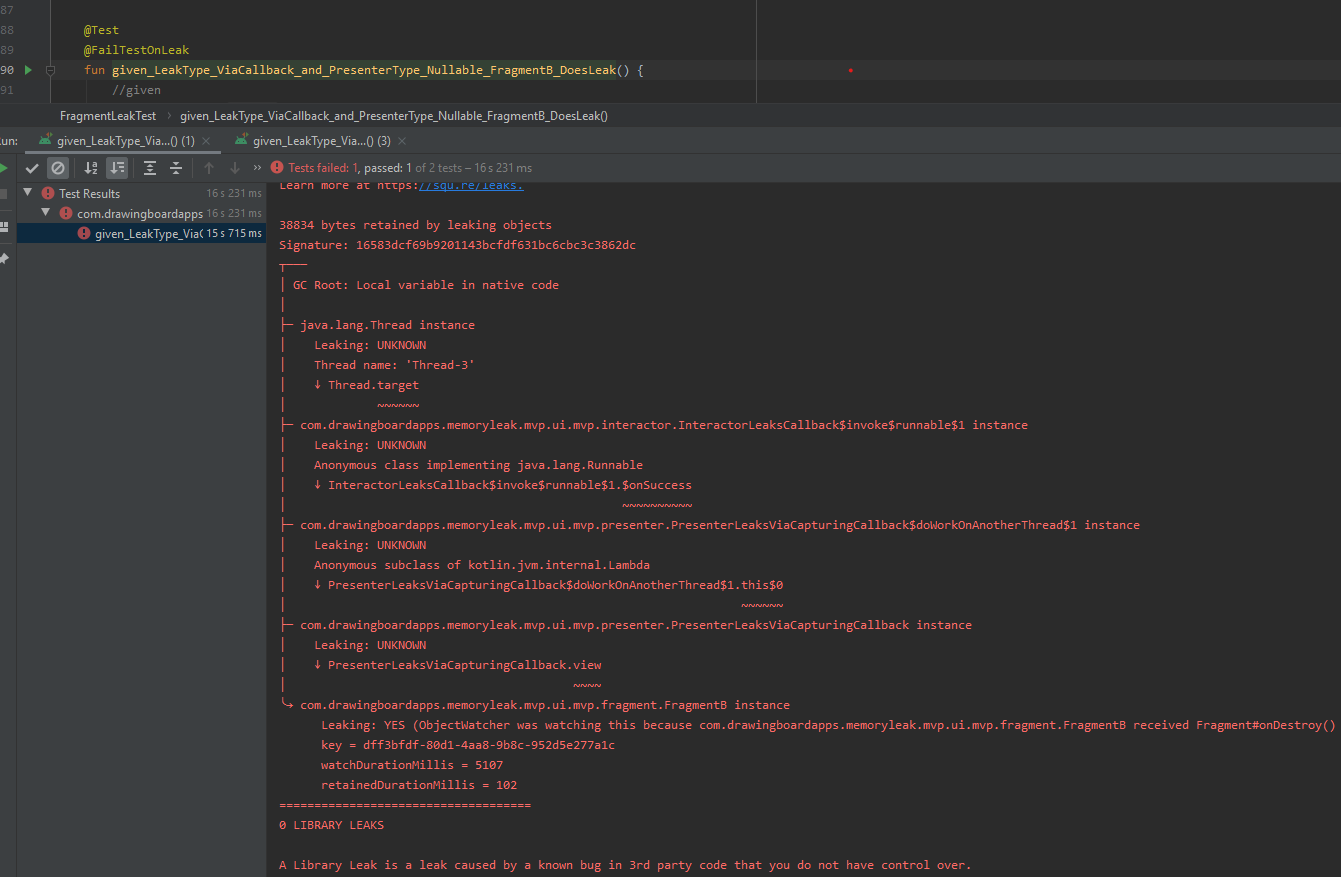 87
88 @Test
89 @FailTestOnLeak
90 fun given_LeakType_ViaCallback_and_PresenterType_Nullable_FragmentB_DoesLeak() {
91 //given
FragmentLeakTest › given_LeakType_ViaCallback_and_PresenterType_Nullable_FragmentB_DoesLeak()
un: given_LeakType_Via...() (1) × given_LeakType_Via...() (3) ×
» Tests failed: 1, passed: 1 of 2 tests – 16 s 231 ms
Test Results 16 s 231 ms
com.drawingboardapps 16 s 231 ms
given_LeakType_Via( 15 s 715 ms
Learn more at https://squ.re/leaks.
38834 bytes retained by leaking objects
Signature: 16583dcf69b9201143bcfdf631bc6cbc3c3862dc
┬───
│ GC Root: Local variable in native code
│
├─ java.lang.Thread instance
│ Leaking: UNKNOWN
│ Thread name: 'Thread-3'
│ ↓ Thread.target
│ ~~~~~~
├─ com.drawingboardapps.memoryleak.mvp.ui.mvp.interactor.InteractorLeaksCallback$invoke$runnable$1 instance
│ Leaking: UNKNOWN
│ Anonymous class implementing java.lang.Runnable
│ ↓ InteractorLeaksCallback$invoke$runnable$1.$onSuccess
│ ~~~~~~~~~~
├─ com.drawingboardapps.memoryleak.mvp.ui.mvp.presenter.PresenterLeaksViaCapturingCallback$doWorkOnAnotherThread$1 instance
│ Leaking: UNKNOWN
│ Anonymous subclass of kotlin.jvm.internal.Lambda
│ ↓ PresenterLeaksViaCapturingCallback$doWorkOnAnotherThread$1.this$0
│ ~~~~~~
├─ com.drawingboardapps.memoryleak.mvp.ui.mvp.presenter.PresenterLeaksViaCapturingCallback instance
│ Leaking: UNKNOWN
│ ↓ PresenterLeaksViaCapturingCallback.view
│ ~~~~
╰→ com.drawingboardapps.memoryleak.mvp.ui.mvp.fragment.FragmentB instance
Leaking: YES (ObjectWatcher was watching this because com.drawingboardapps.memoryleak.mvp.ui.mvp.fragment.FragmentB received Fragment#onDestroy()
key = dff3bfdf-80d1-4aa8-9b8c-952d5e277a1c
watchDurationMillis = 5107
retainedDurationMillis = 102
====================================
0 LIBRARY LEAKS
A Library Leak is a leak caused by a known bug in 3rd party code that you do not have control over.